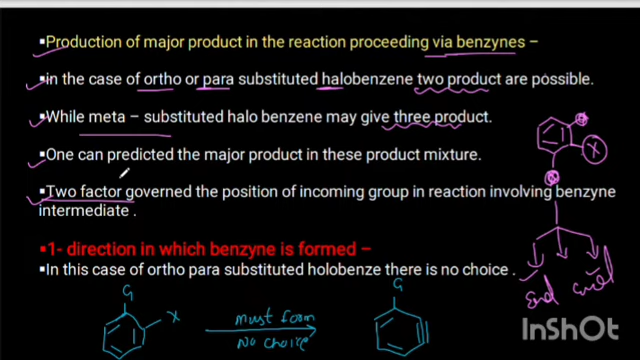 ▪Production of major product in the reaction proceeding via benzynes –
▪in the case of ortho or para substituted halobenzene two product are possible.
▪While meta – substituted halo benzene may give three product.
▪One can predicted the major product in these product mixture.
▪Two factor governed the position of incoming group in reaction involving benzyne
intermediate .
▪1- direction in which benzyne is formed –
▪In this case of ortho para substituted holobenze there is no choice .
X
G
X
must form
No choice
G
InShOt